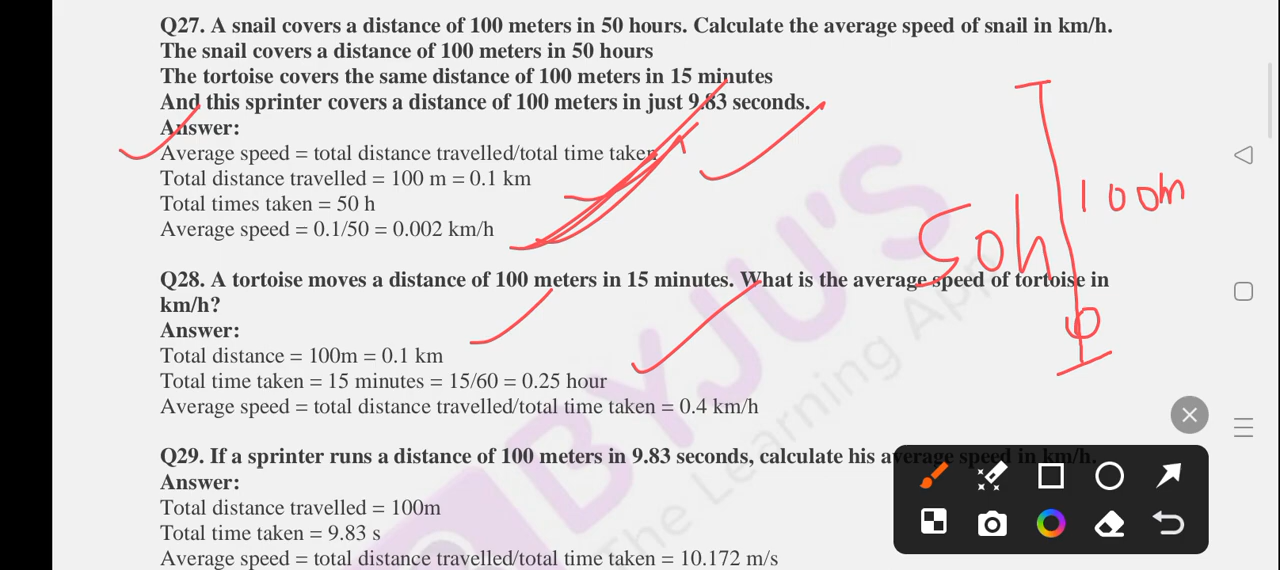 Q27. A snail covers a distance of 100 meters in 50 hours. Calculate the average speed of snail in km/h.
The snail covers a distance of 100 meters in 50 hours
The tortoise covers the same distance of 100 meters in 15 minutes
And this sprinter covers a distance of 100 meters in just 9.83 seconds.
Answer:
Average speed = total distance travelled/total time taken
Total distance travelled = 100 m = 0.1 km
Total times taken = 50 h
Average speed = 0.1/50 = 0.002 km/h
50h
100m
Q28. A tortoise moves a distance of 100 meters in 15 minutes. What is the average speed of tortoise in
km/h?
Answer:
Total distance = 100m = 0.1 km
Total time taken = 15 minutes = 15/60 = 0.25 hour
Average speed = total distance travelled/total time taken = 0.4 km/h
Q29. If a sprinter runs a distance of 100 meters in 9.83 seconds, calculate his average speed in km/h.
Answer:
Total distance travelled = 100m
Total time taken = 9.83 s
Average speed = total distance travelled/total time taken = 10.172 m/s
BYJU'S
The Learning App